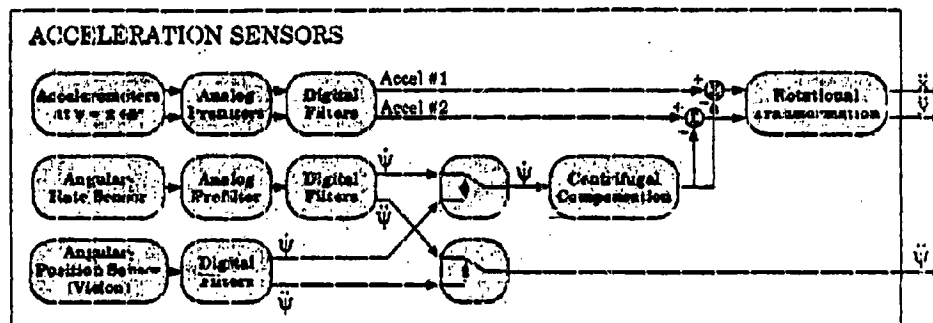 ACCELERATION SENSORS
Accel #1
Accel #2
Accelerometers
at ψ =
Analog
Prefilters
Digital
Filters
Rotational
Transformation
ẍ
ÿ
Angular
Rate Sensor
Analog
Prefilter
Digital
Filters
ψ̇
ψ̈
ψ̇
Centrifugal
Compensation
Angular
Position Sensor
(Vision)
Digital
Filters
ψ̇
ψ̈
ψ̈